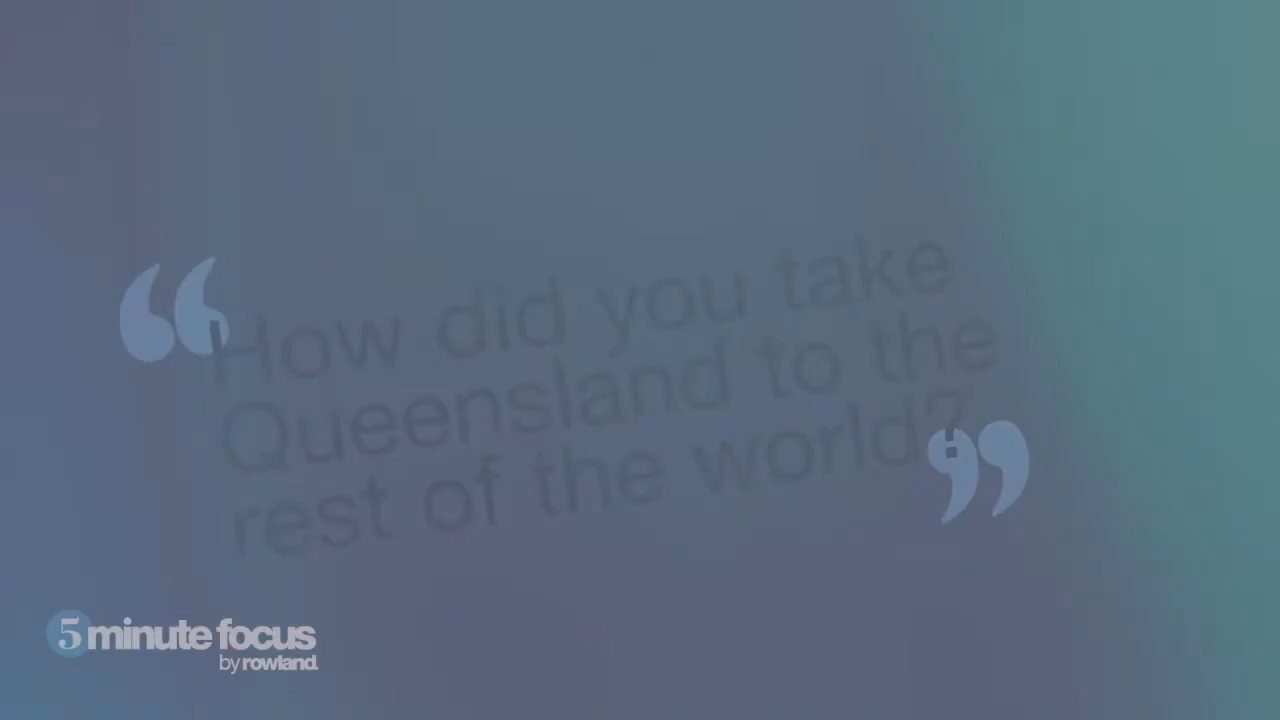 “How did you take
Queensland to the
rest of the world?”
5 minute focus
by rowland.